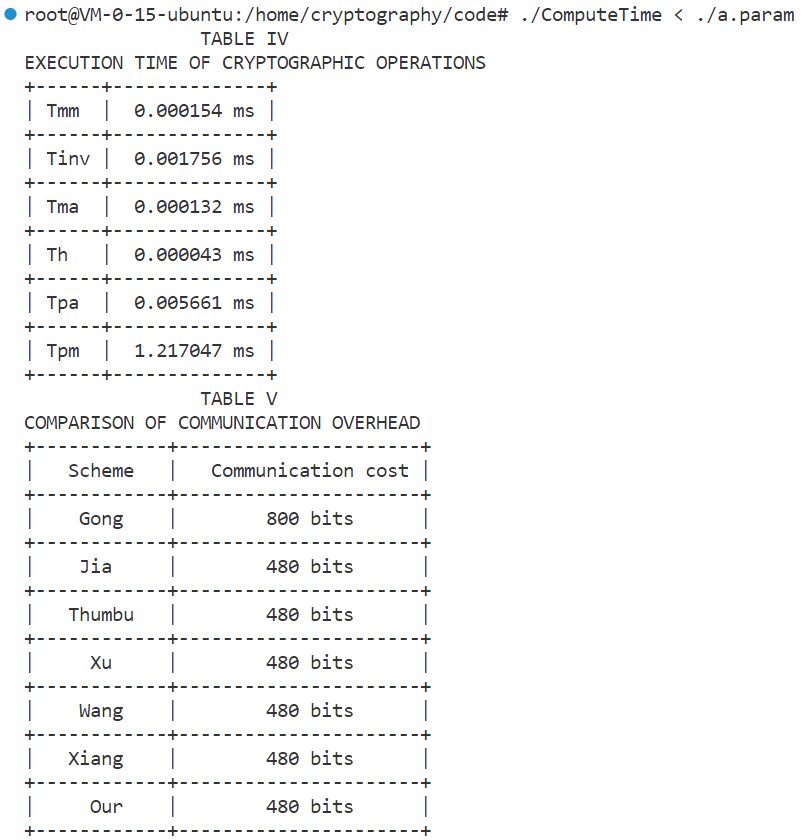 root@VM-0-15-ubuntu:/home/cryptography/code# ./ComputeTime < ./a.param
TABLE IV
EXECUTION TIME OF CRYPTOGRAPHIC OPERATIONS
+------+--------------+
| Tmm | 0.000154 ms |
+------+--------------+
| Tinv | 0.001756 ms |
+------+--------------+
| Tma | 0.000132 ms |
+------+--------------+
| Th | 0.000043 ms |
+------+--------------+
| Tpa | 0.005661 ms |
+------+--------------+
| Tpm | 1.217047 ms |
+------+--------------+
TABLE V
COMPARISON OF COMMUNICATION OVERHEAD
+------------+----------------------+
| Scheme | Communication cost |
+------------+----------------------+
| Gong | 800 bits |
+------------+----------------------+
| Jia | 480 bits |
+------------+----------------------+
| Thumbu | 480 bits |
+------------+----------------------+
| Xu | 480 bits |
+------------+----------------------+
| Wang | 480 bits |
+------------+----------------------+
| Xiang | 480 bits |
+------------+----------------------+
| Our | 480 bits |
+------------+----------------------+